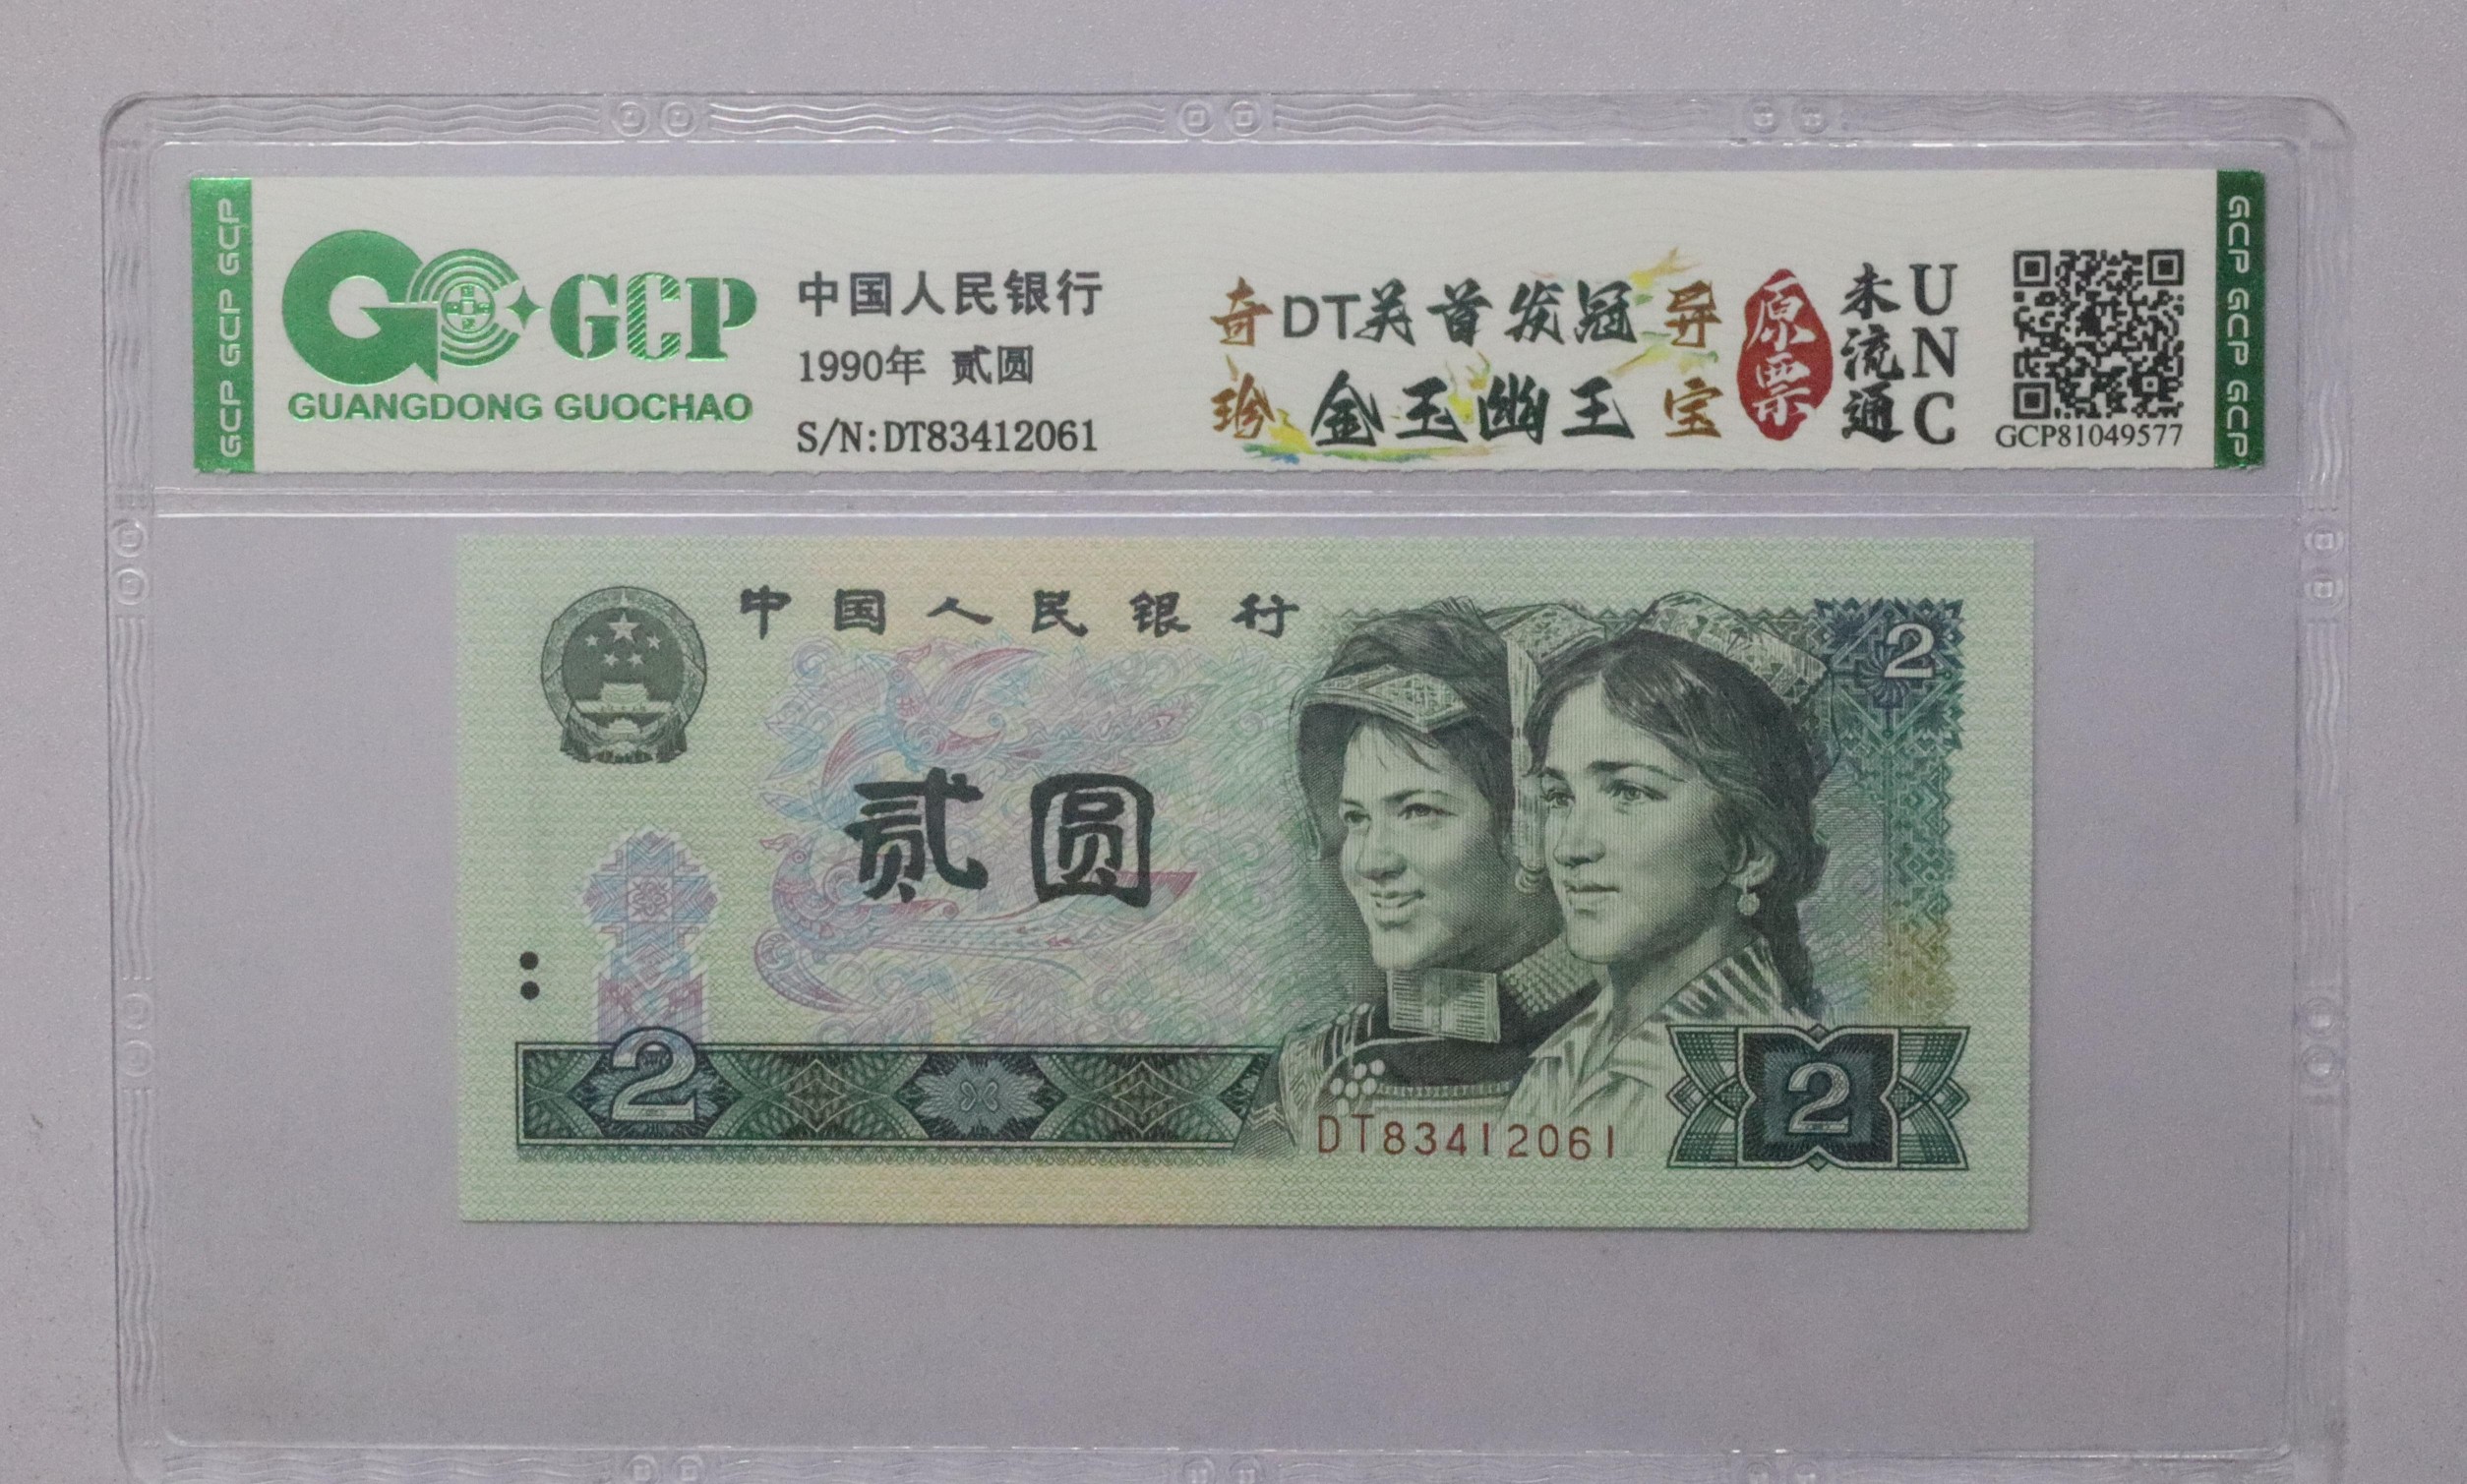 GCP GCP GCP
GCP
GUANGDONG GUOCHAO
中国人民银行
1990年 贰圆
S/N:DT83412061
奇珍
DT关首发冠
金玉幽王
异宝
原票
未流通
UNC
GCP81049577
GCP GCP GCP
中国人民银行
2
贰圆
2
DT83412061
2